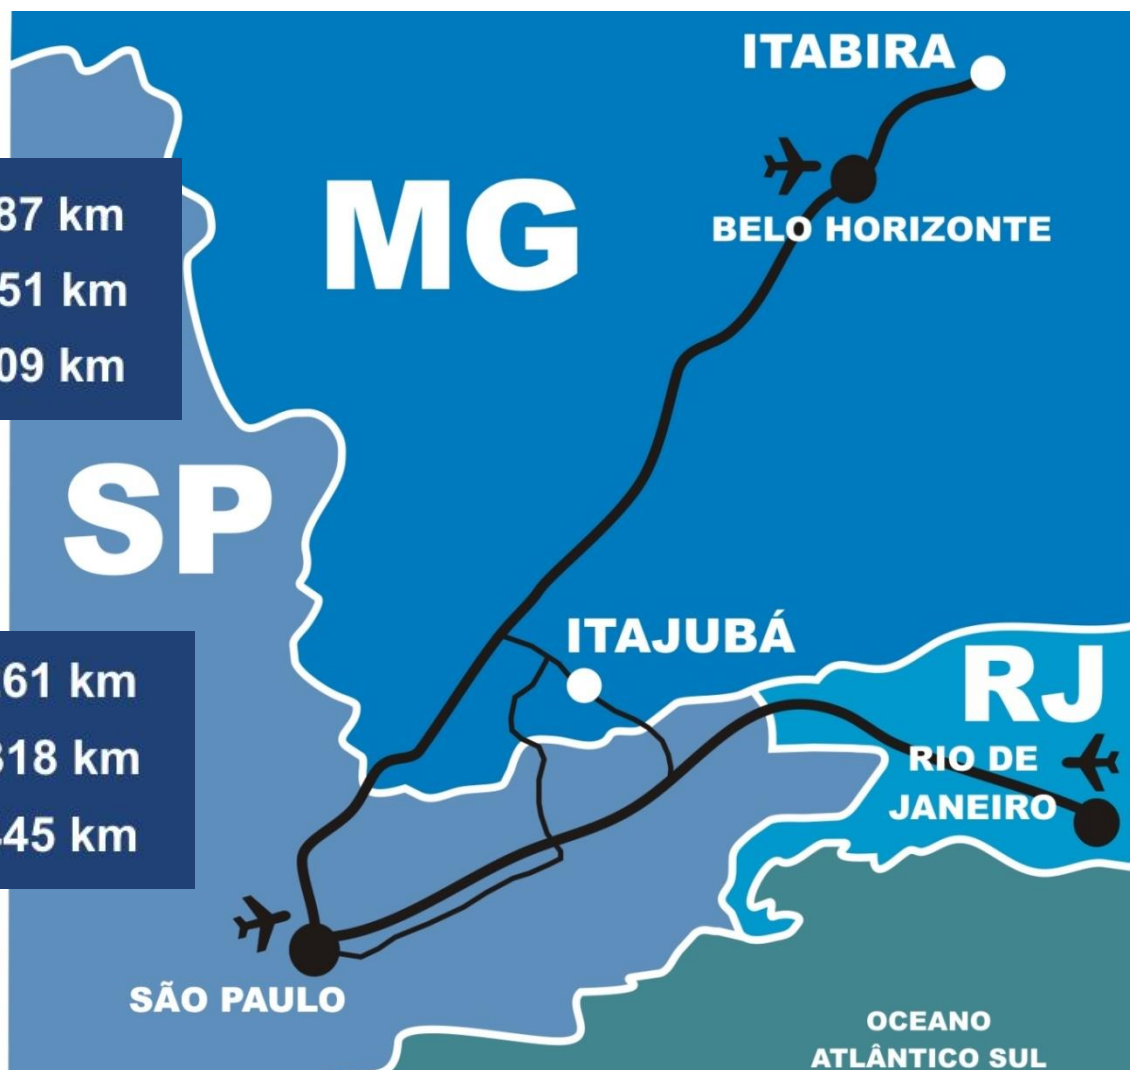 ITABIRA
87 km
MG
BELO HORIZONTE
51 km
09 km
SP
ITAJUBÁ
RJ
61 km
RIO DE
318 km
JANEIRO
45 km
SÃO PAULO
OCEANO
ATLÂNTICO SUL